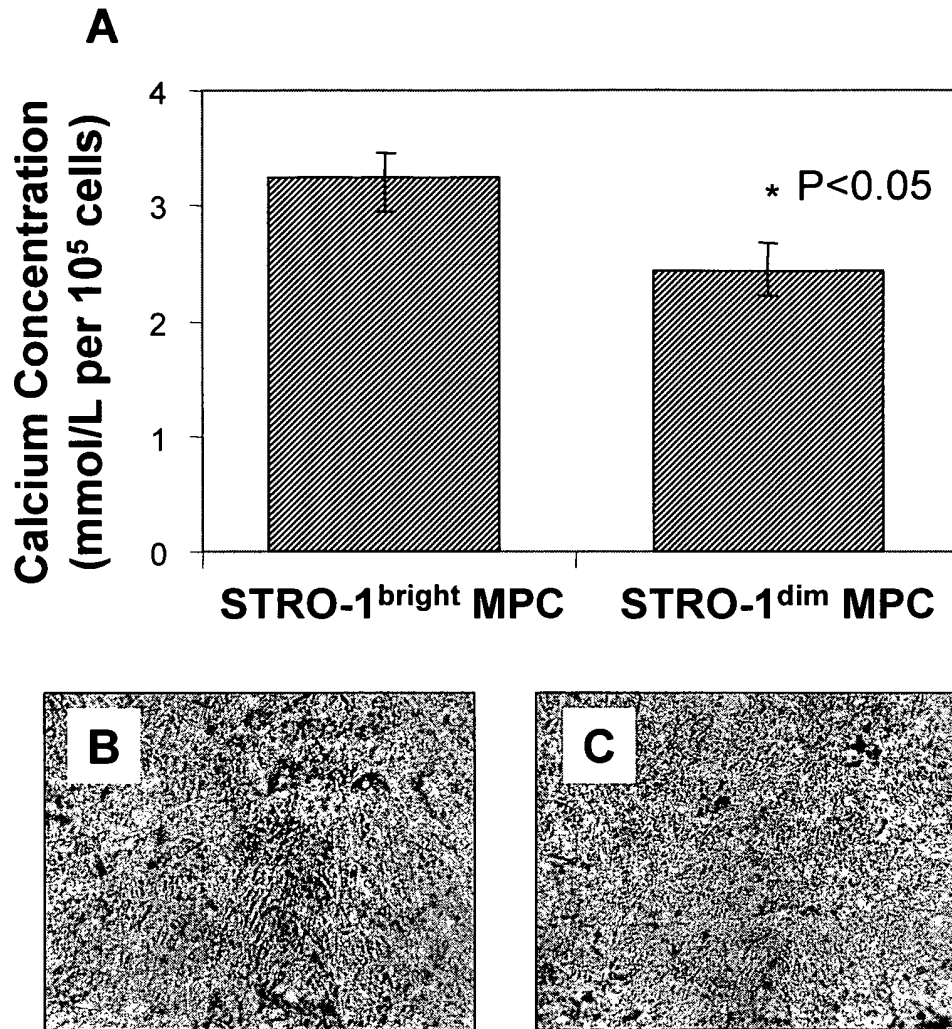 A
Calcium Concentration
(mmol/L per 10⁵ cells)
4
3
2
1
0
* P<0.05
STRO-1ᵇʳⁱᵍʰᵗ MPC
STRO-1ᵈⁱᵐ MPC
B
C